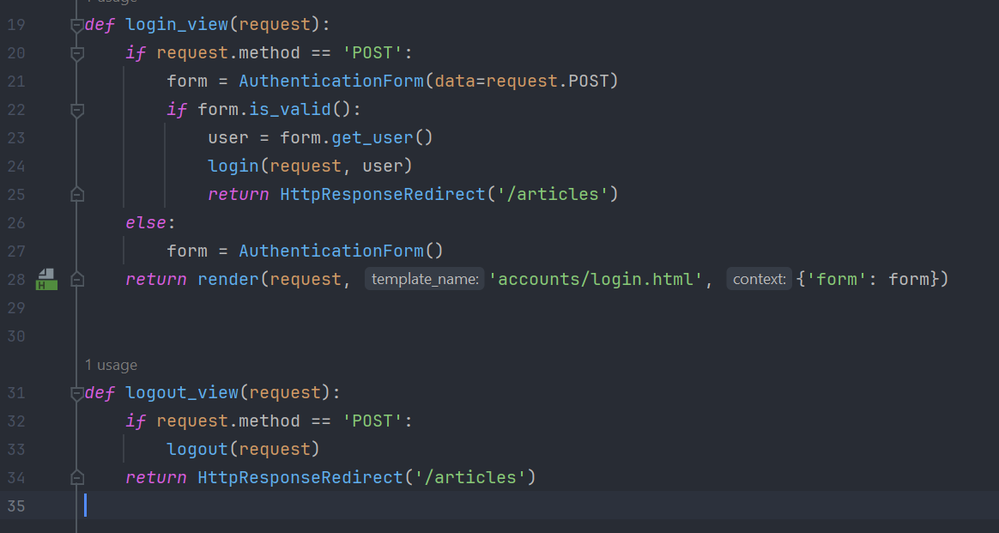 1 usage
19 def login_view(request):
20     if request.method == 'POST':
21         form = AuthenticationForm(data=request.POST)
22         if form.is_valid():
23             user = form.get_user()
24             login(request, user)
25             return HttpResponseRedirect('/articles')
26     else:
27         form = AuthenticationForm()
28     return render(request, template_name: 'accounts/login.html', context: {'form': form})
29
30
1 usage
31 def logout_view(request):
32     if request.method == 'POST':
33         logout(request)
34     return HttpResponseRedirect('/articles')
35